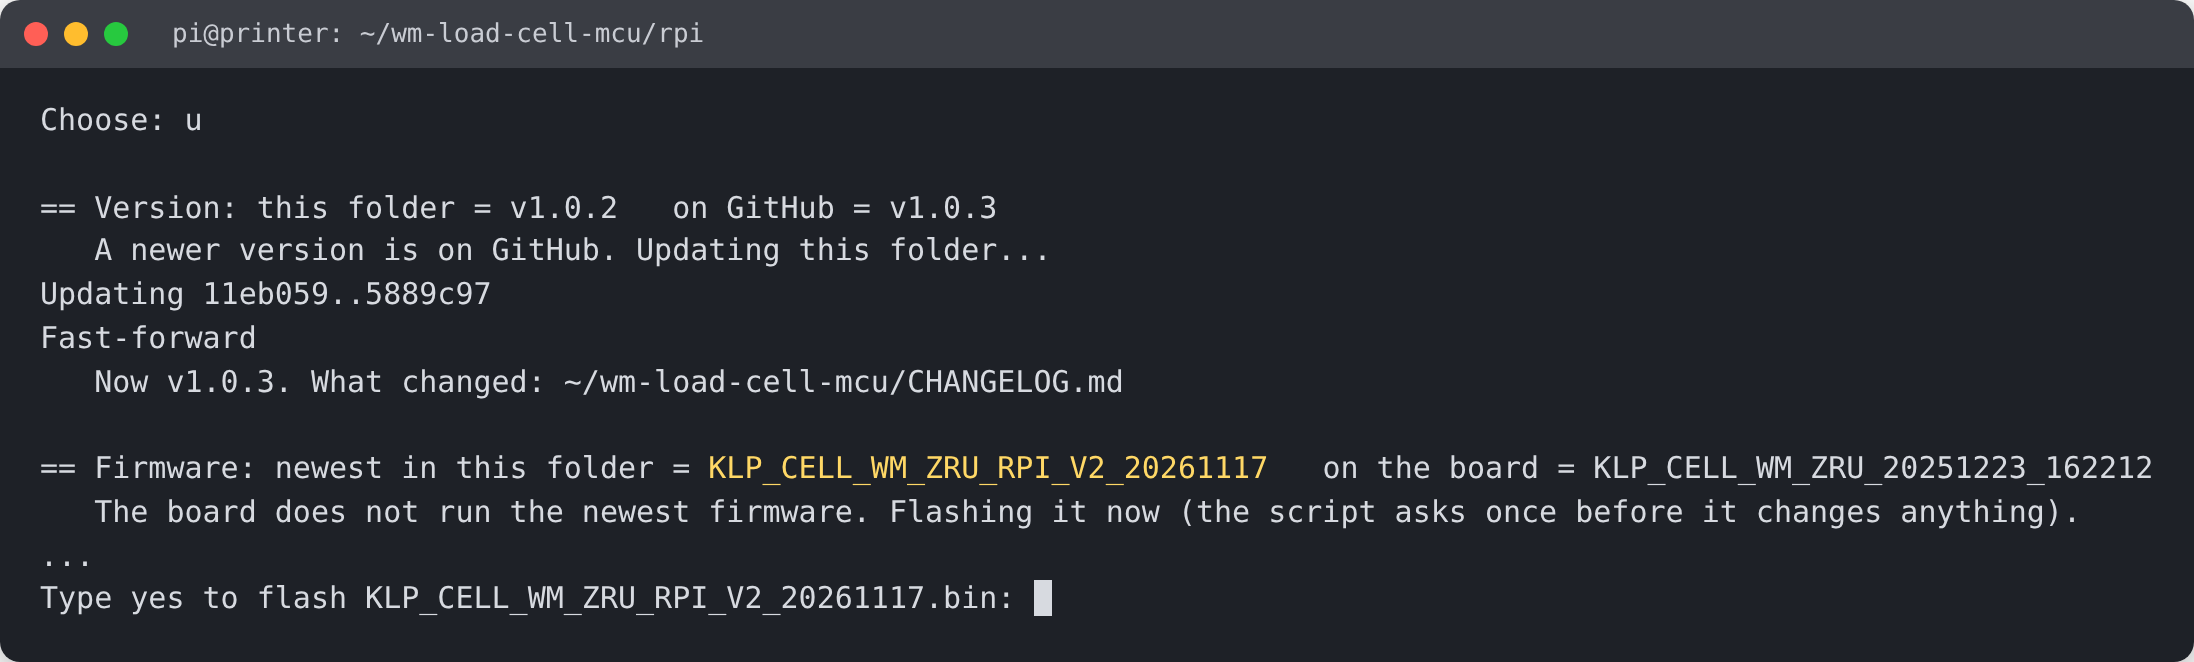 pi@printer: ~/wm-load-cell-mcu/rpi
Choose: u
== Version: this folder = v1.0.2   on GitHub = v1.0.3
   A newer version is on GitHub. Updating this folder...
Updating 11eb059..5889c97
Fast-forward
   Now v1.0.3. What changed: ~/wm-load-cell-mcu/CHANGELOG.md
== Firmware: newest in this folder = KLP_CELL_WM_ZRU_RPI_V2_20261117   on the board = KLP_CELL_WM_ZRU_20251223_162212
   The board does not run the newest firmware. Flashing it now (the script asks once before it changes anything).
...
Type yes to flash KLP_CELL_WM_ZRU_RPI_V2_20261117.bin: